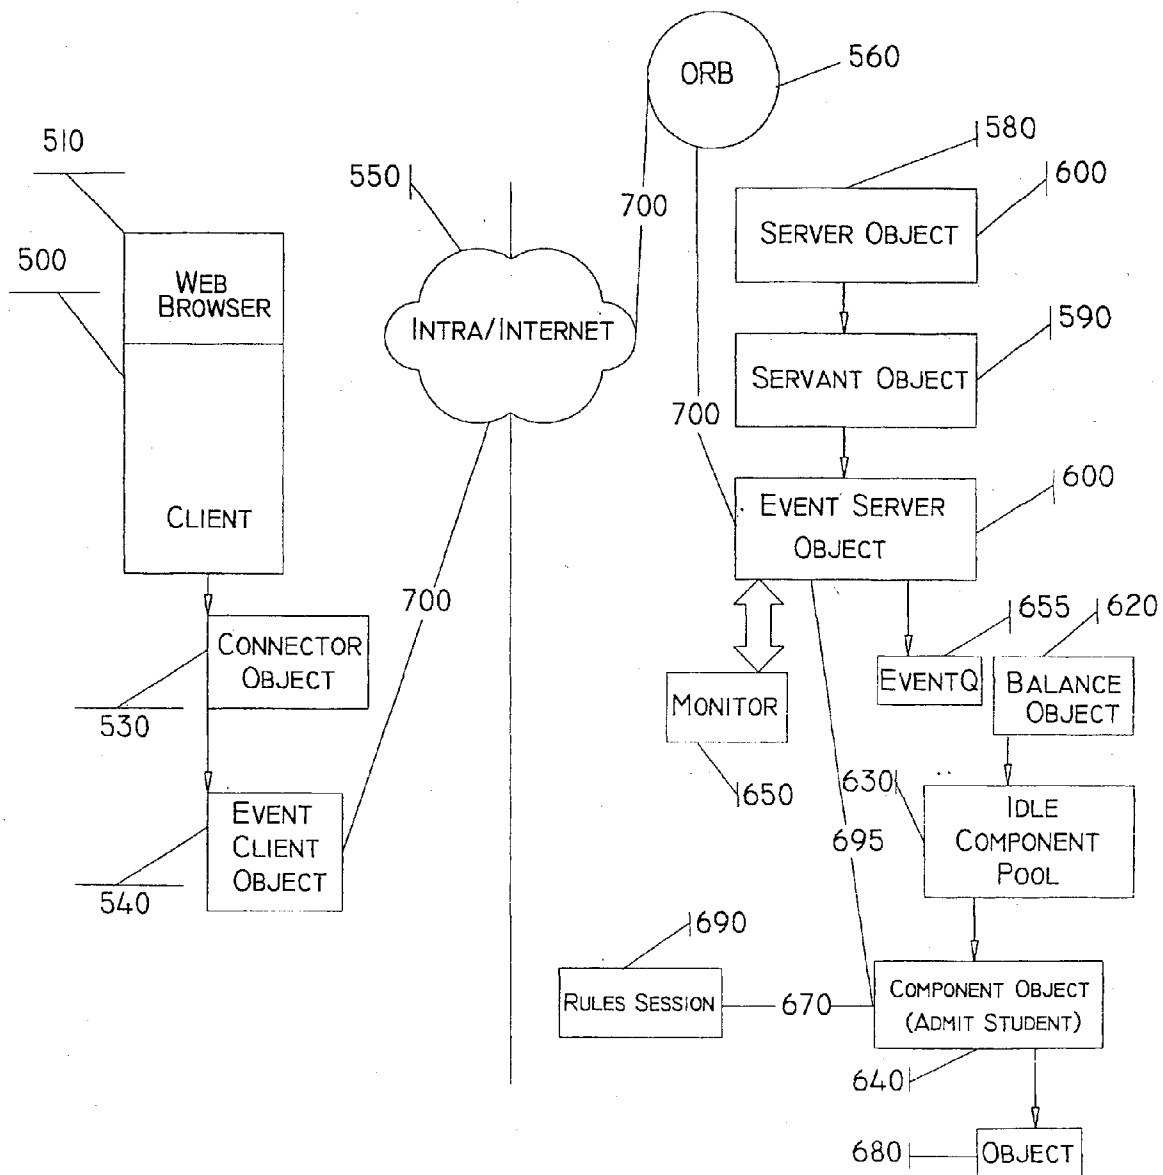 ORB
560
510
580
550
600
700
SERVER OBJECT
500
WEB
BROWSER
INTRA/INTERNET
590
SERVANT OBJECT
700
600
EVENT SERVER
OBJECT
CLIENT
700
655
620
CONNECTOR
OBJECT
EVENTQ
BALANCE
OBJECT
MONITOR
530
650
630
IDLE
COMPONENT
POOL
EVENT
CLIENT
OBJECT
695
540
690
RULES SESSION
670
COMPONENT OBJECT
(ADMIT STUDENT)
640
680
OBJECT